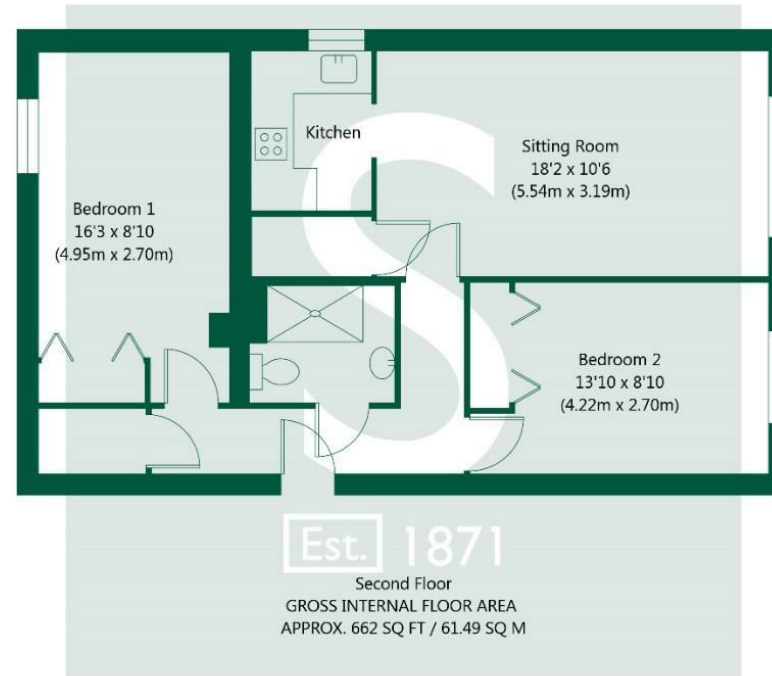 Kitchen
Sitting Room
18'2 x 10'6
(5.54m x 3.19m)
Bedroom 1
16'3 x 8'10
(4.95m x 2.70m)
Bedroom 2
13'10 x 8'10
(4.22m x 2.70m)
S
Est. 1871
Second Floor
GROSS INTERNAL FLOOR AREA
APPROX. 662 SQ FT / 61.49 SQ M